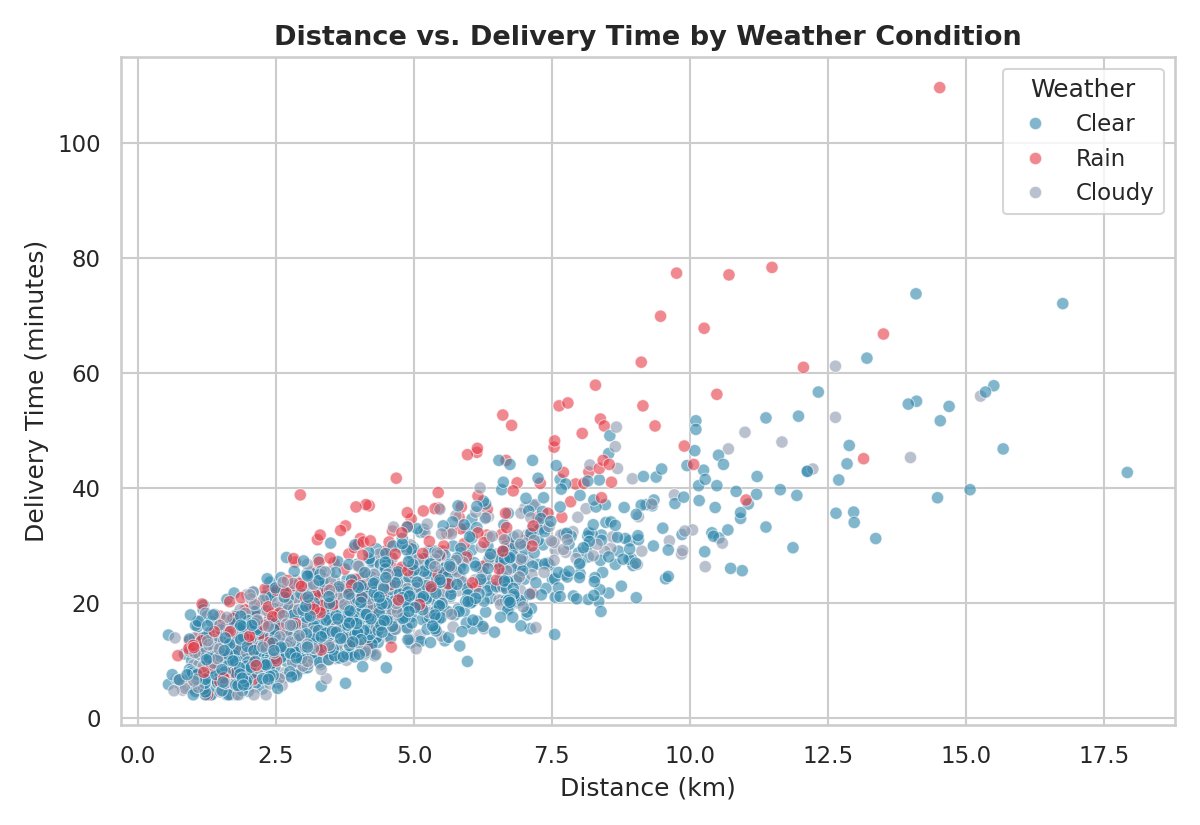 Distance vs. Delivery Time by Weather Condition
Weather
Clear
Rain
Cloudy
Delivery Time (minutes)
100
80
60
40
20
0
0.0 2.5 5.0 7.5 10.0 12.5 15.0 17.5
Distance (km)